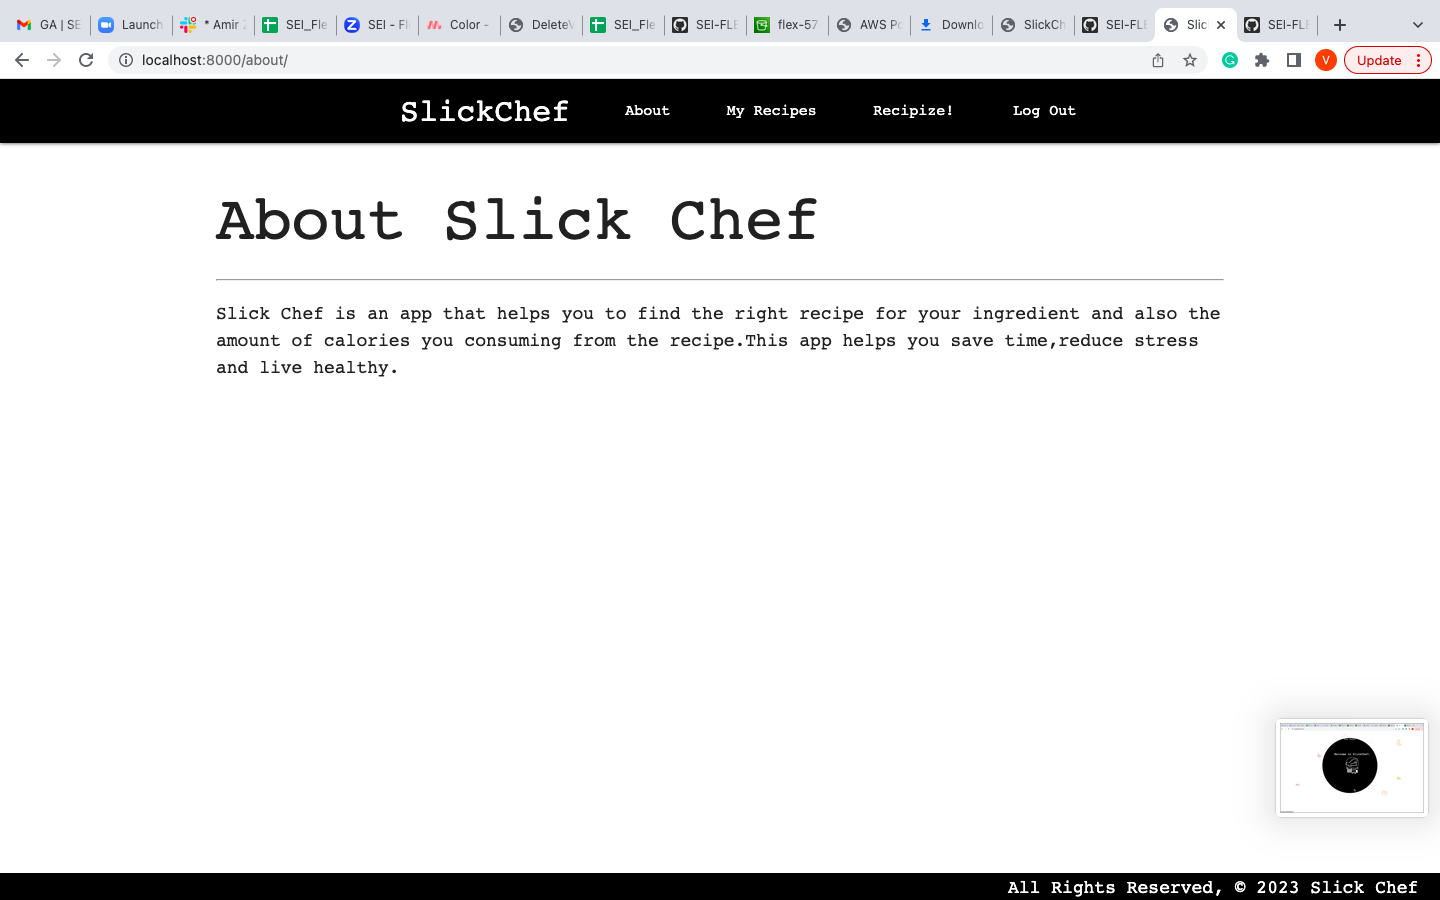 GA | SE
Launch
* Amir
SEI_Fle
SEI - Fl
Color -
DeleteV
SEI_Fle
SEI-FLE
flex-57
AWS Po
Downlo
SlickCh
SEI-FLE
Slic
SEI-FLE
localhost:8000/about/
V
Update
SlickChef
About
My Recipes
Recipize!
Log Out
About Slick Chef
Slick Chef is an app that helps you to find the right recipe for your ingredient and also the
amount of calories you consuming from the recipe.This app helps you save time,reduce stress
and live healthy.
All Rights Reserved, © 2023 Slick Chef